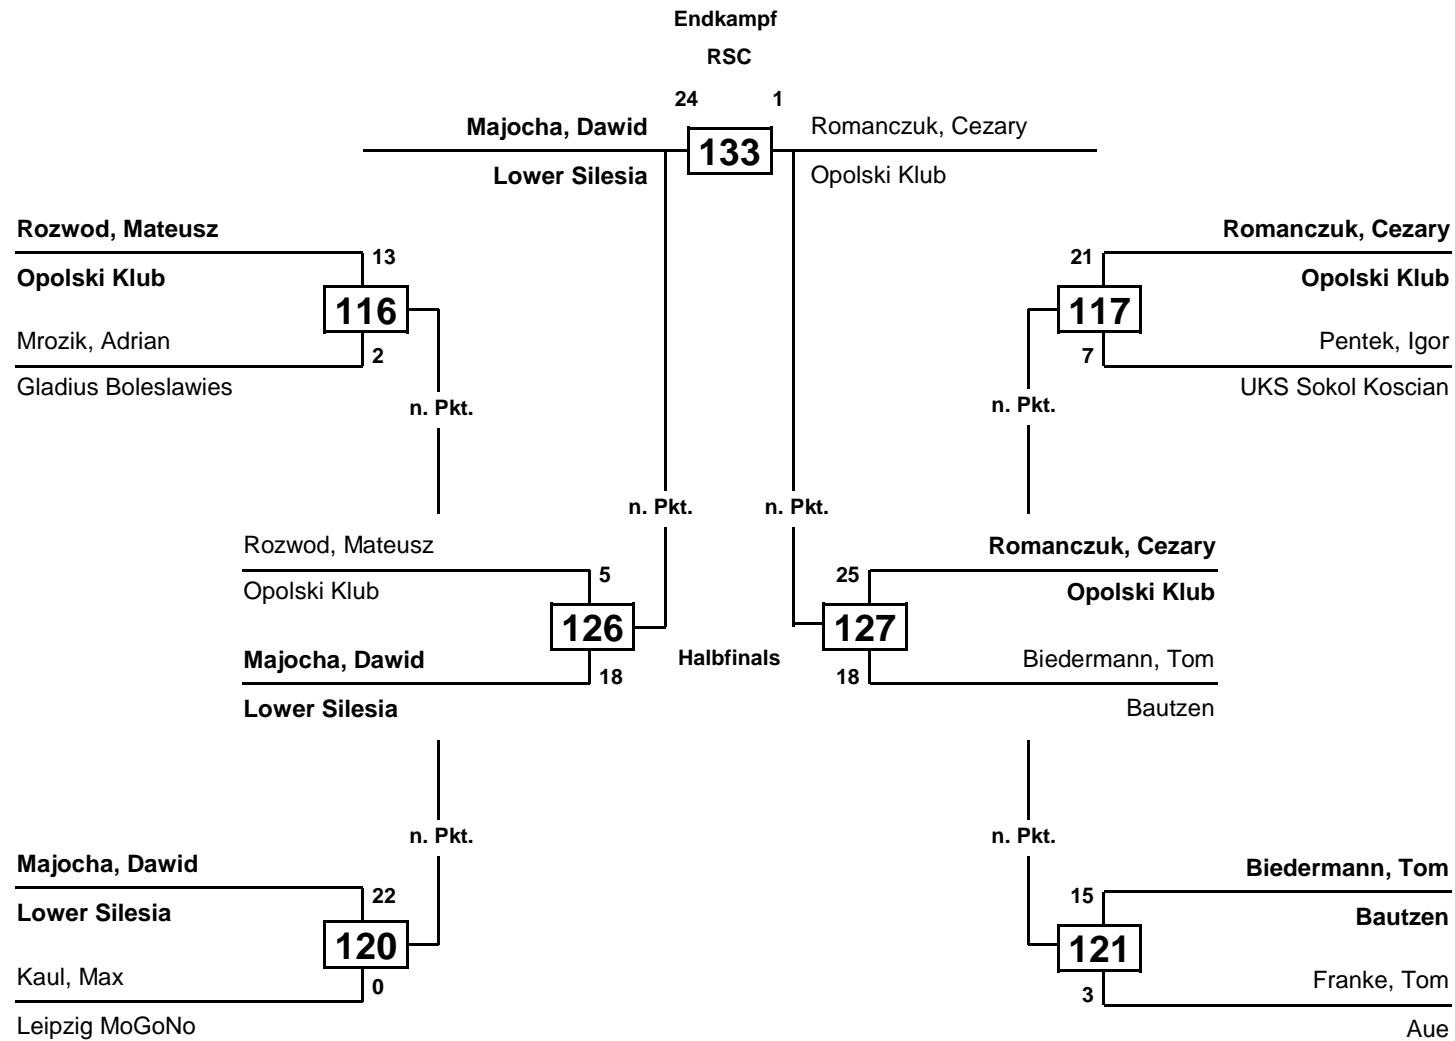 Endkampf
RSC
24 1
Majocha, Dawid 133 Romanczuk, Cezary
Lower Silesia Opolski Klub
Rozwod, Mateusz
13
Opolski Klub
116
Mrozik, Adrian
2
Gladius Boleslawies
n. Pkt.
Romanczuk, Cezary
21
Opolski Klub
117
Pentek, Igor
7
UKS Sokol Koscian
n. Pkt.
n. Pkt. n. Pkt.
Rozwod, Mateusz
5
Opolski Klub
126
Majocha, Dawid
18
Lower Silesia
Halbfinals
Romanczuk, Cezary
25
Opolski Klub
127
Biedermann, Tom
18
Bautzen
n. Pkt.
Majocha, Dawid
22
Lower Silesia
120
Kaul, Max
0
Leipzig MoGoNo
n. Pkt.
Biedermann, Tom
15
Bautzen
121
Franke, Tom
3
Aue